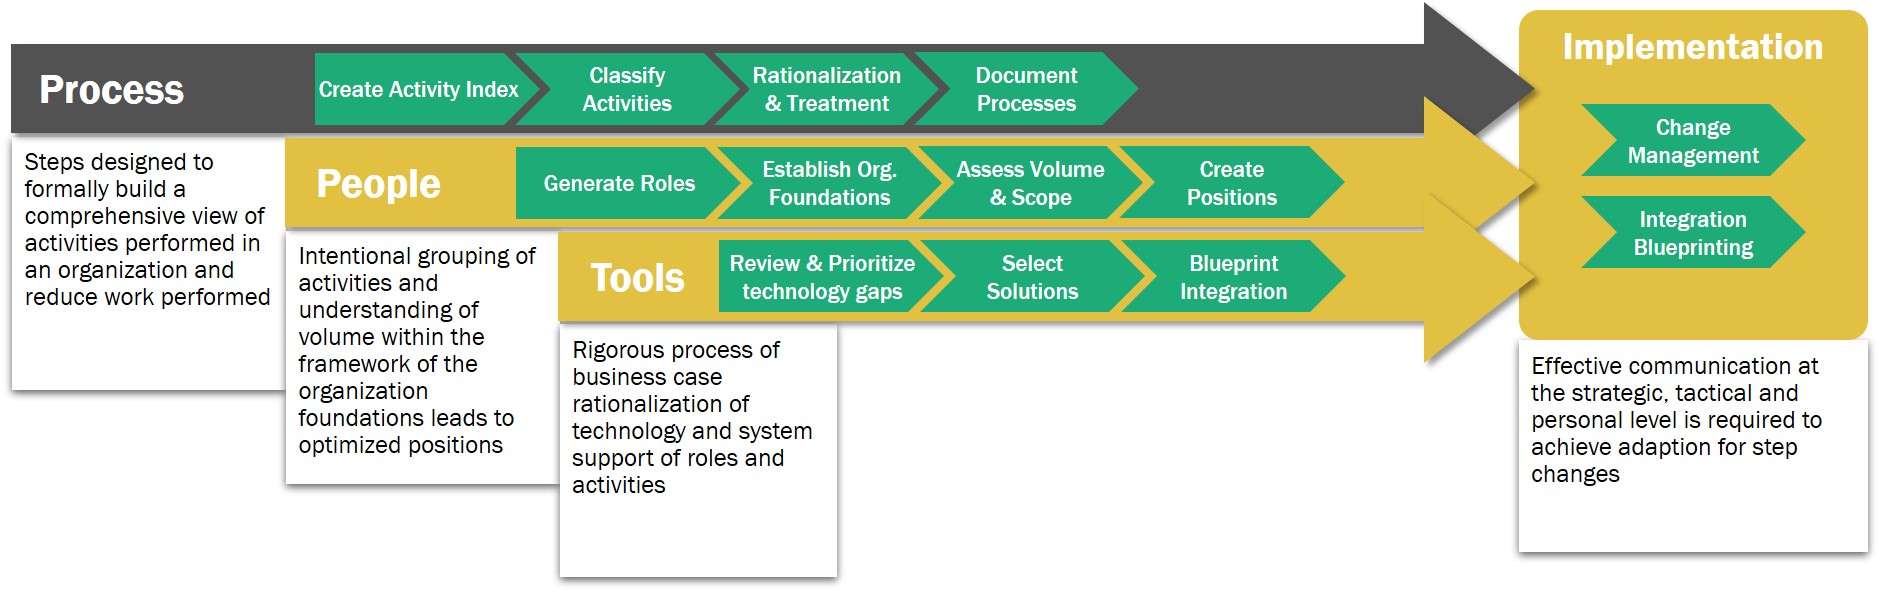 Process
Create Activity Index
Classify
Activities
Rationalization
& Treatment
Document
Processes
Steps designed to
formally build a
comprehensive view of
activities performed in
an organization and
reduce work performed
People
Generate Roles
Establish Org.
Foundations
Assess Volume
& Scope
Create
Positions
Intentional grouping of
activities and
understanding of
volume within the
framework of the
organization
foundations leads to
optimized positions
Tools
Review & Prioritize
technology gaps
Select
Solutions
Blueprint
Integration
Rigorous process of
business case
rationalization of
technology and system
support of roles and
activities
Implementation
Change
Management
Integration
Blueprinting
Effective communication at
the strategic, tactical and
personal level is required to
achieve adaption for step
changes